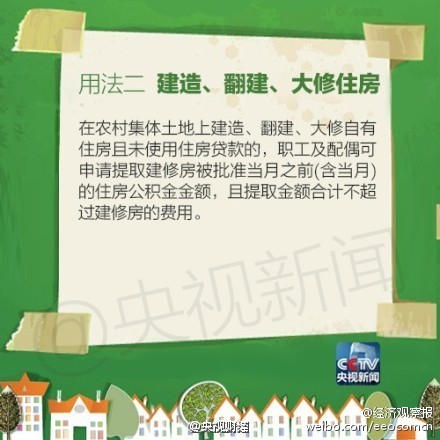 用法二 建造、翻建、大修住房
在农村集体土地上建造、翻建、大修自有
住房且未使用住房贷款的，职工及配偶可
申请提取建修房被批准当月之前(含当月)
的住房公积金金额，且提取金额合计不超
过建修房的费用。
@央视新闻
CCTV
央视新闻
@央视财经
@经济观察报
weibo.com/eeocomcn